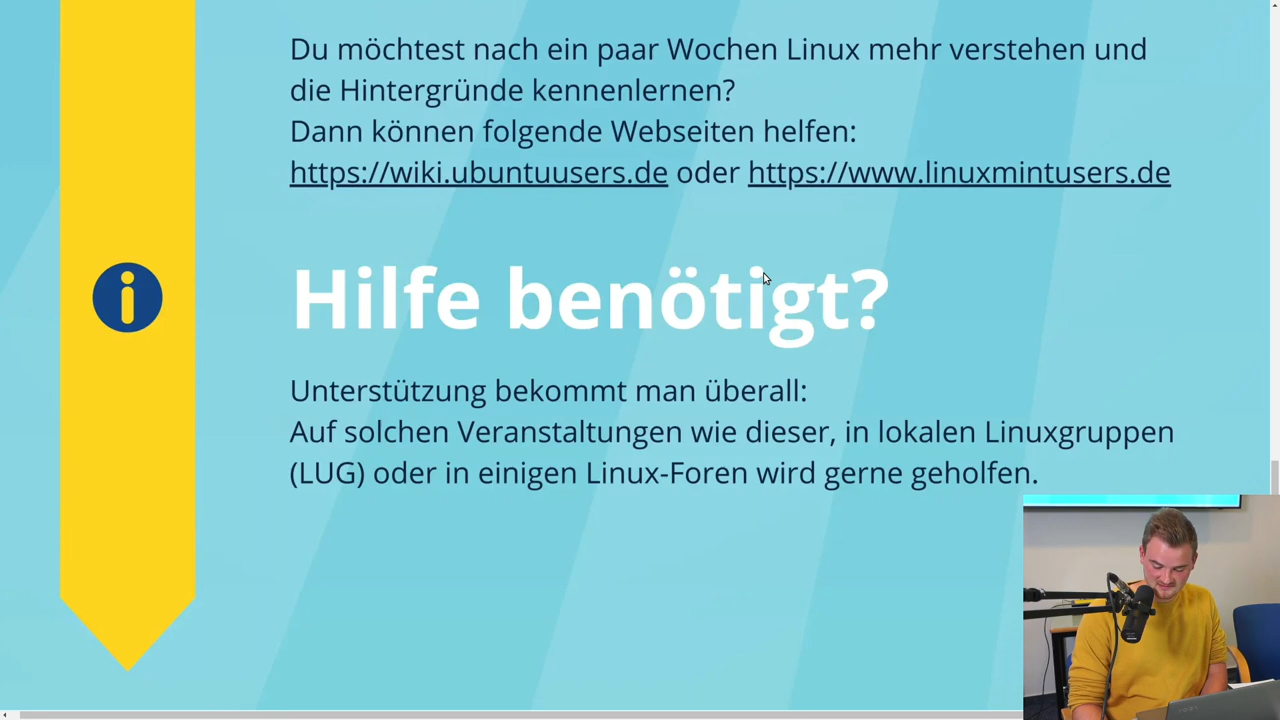 Du möchtest nach ein paar Wochen Linux mehr verstehen und
die Hintergründe kennenlernen?
Dann können folgende Webseiten helfen:
https://wiki.ubuntuusers.de oder https://www.linuxmintusers.de
Hilfe benötigt?
Unterstützung bekommt man überall:
Auf solchen Veranstaltungen wie dieser, in lokalen Linuxgruppen
(LUG) oder in einigen Linux-Foren wird gerne geholfen.